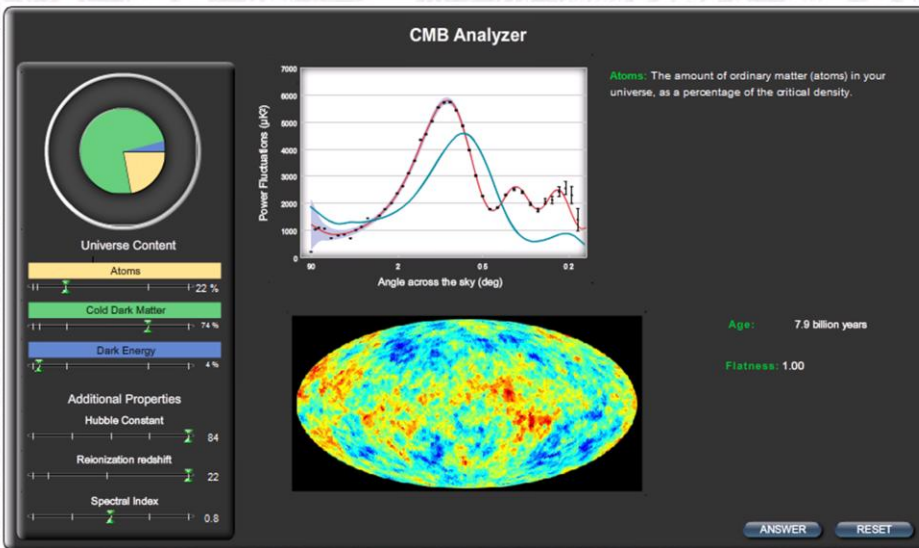 CMB Analyzer
Universe Content
Atoms
22 %
Cold Dark Matter
74 %
Dark Energy
4 %
Additional Properties
Hubble Constant
84
Reionization redshift
22
Spectral Index
0.8
Power Fluctuations (μK²)
7000
6000
5000
4000
3000
2000
1000
0
90
2
0.5
0.2
Angle across the sky (deg)
Atoms: The amount of ordinary matter (atoms) in your
universe, as a percentage of the critical density.
Age: 7.9 billion years
Flatness: 1.00
ANSWER
RESET